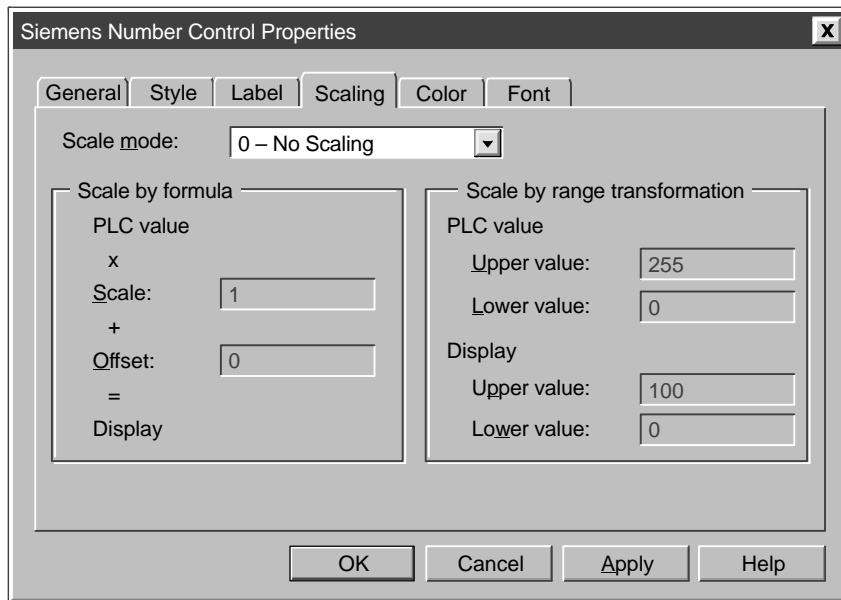 Siemens Number Control Properties
X
General Style Label Scaling Color Font
Scale mode: 0 – No Scaling
Scale by formula
PLC value
x
Scale: 1
+
Offset: 0
=
Display
Scale by range transformation
PLC value
Upper value: 255
Lower value: 0
Display
Upper value: 100
Lower value: 0
OK Cancel Apply Help